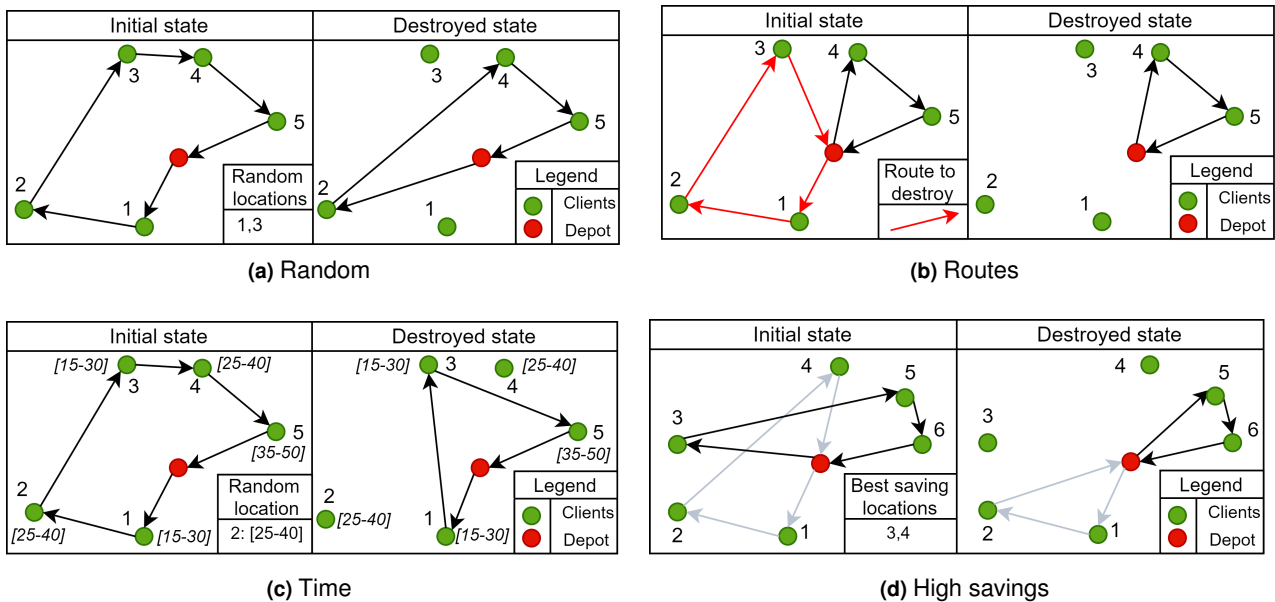 Initial state
Destroyed state
3
4
5
2
1
Random
locations
1,3
3
4
5
2
1
Legend
Clients
Depot
(a) Random
Initial state
Destroyed state
3
4
5
2
1
Route to
destroy
3
4
5
2
1
Legend
Clients
Depot
(b) Routes
Initial state
Destroyed state
[15-30]
3
4
[25-40]
5
[35-50]
2
[25-40]
1
[15-30]
Random
location
2: [25-40]
[15-30]
3
[25-40]
4
5
[35-50]
2
[25-40]
1
[15-30]
Legend
Clients
Depot
(c) Time
Initial state
Destroyed state
4
5
3
6
2
1
Best saving
locations
3,4
4
5
3
6
2
1
Legend
Clients
Depot
(d) High savings